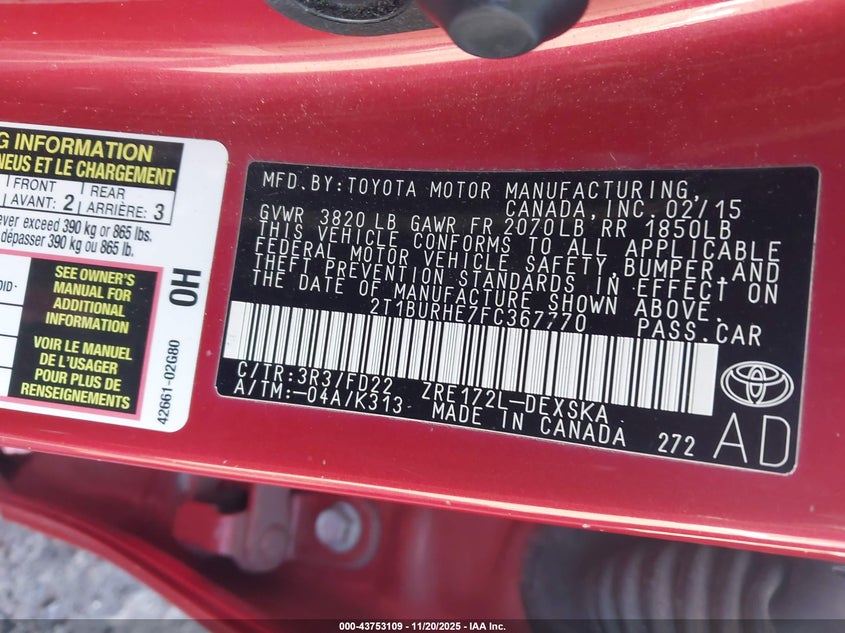 G INFORMATION
NEUS ET LE CHARGEMENT
FRONT REAR
AVANT: 2 ARRIÈRE: 3
ever exceed 390 kg or 865 lbs.
dépasser 390 kg ou 865 lb.
SEE OWNER'S
MANUAL FOR
ADDITIONAL
INFORMATION
VOIR LE MANUEL
DE L'USAGER
POUR PLUS DE
RENSEIGNEMENTS
OH
42661-02G80
MFD.BY:TOYOTA MOTOR MANUFACTURING,
CANADA, INC. 02/15
GVWR 3820 LB GAWR FR 2070LB,RR 1850LB
THIS VEHICLE CONFORMS TO ALL APPLICABLE
FEDERAL MOTOR VEHICLE SAFETY,BUMPER,AND
THEFT PREVENTION STANDARDS IN EFFECT ON
THE DATE OF MANUFACTURE SHOWN ABOVE.
2T1BURHE7FC367770 PASS.CAR
C/TR:3R3/FD22 ZRE172L-DEXSKA
A/TM:-04A/K313 MADE IN CANADA 272
AD
000-43753109 - 11/20/2025 - IAA Inc.